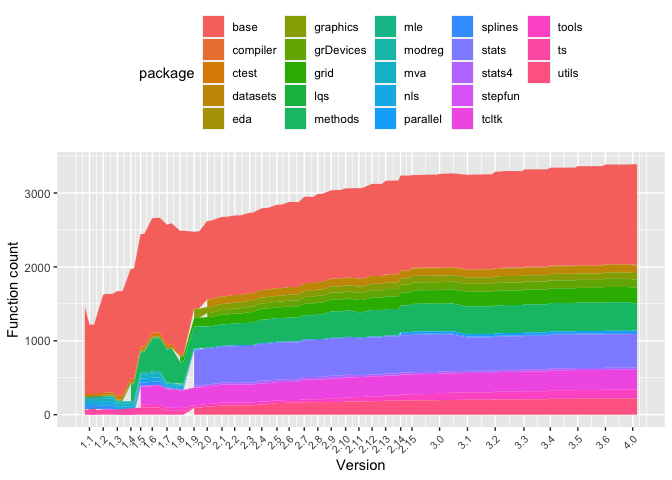 base graphics mle splines tools
compiler grDevices modreg stats ts
package ctest grid mva stats4 utils
datasets lqs nls stepfun
eda methods parallel tcltk
3000
2000
1000
0
Function count
1.1 1.2 1.3 1.4 1.5 1.6 1.7 1.8 1.9 2.0 2.1 2.2 2.3 2.4 2.5 2.6 2.7 2.8 2.9 2.10 2.11 2.12 2.13 2.14 2.15 3.0 3.1 3.2 3.3 3.4 3.5 3.6 4.0
Version